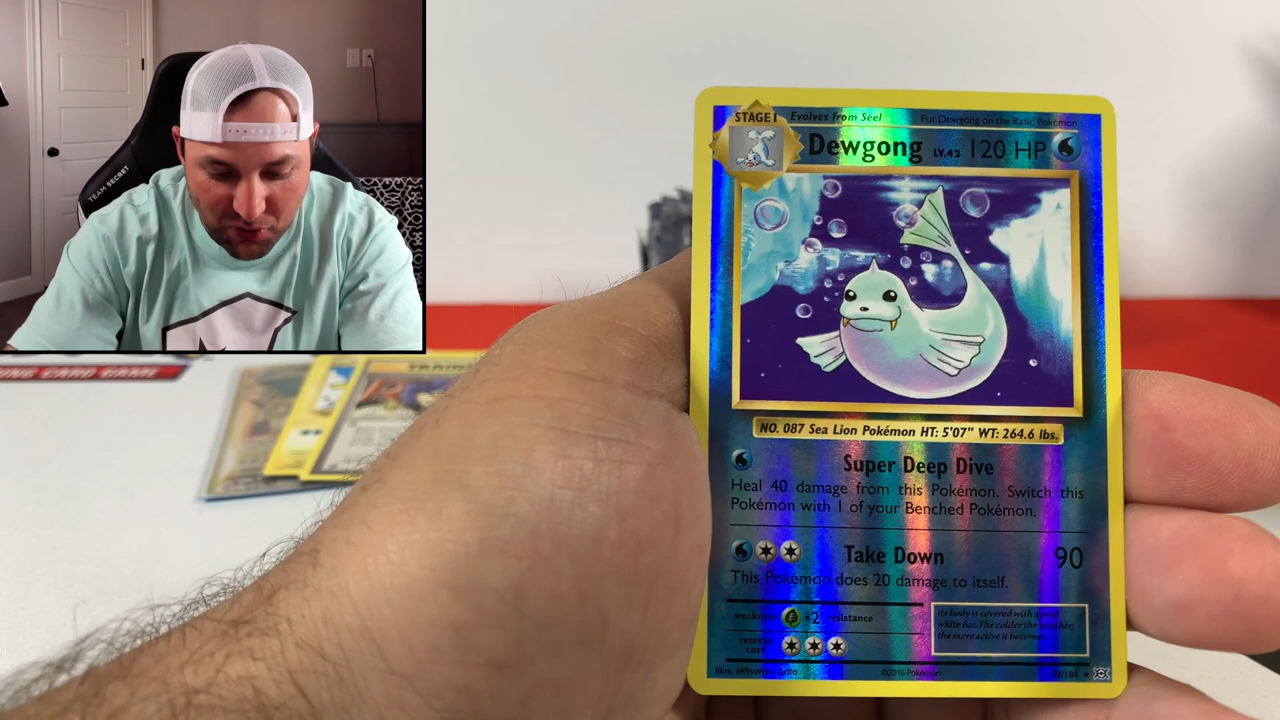 TEAM SECRET
ING CARD GAME
STAGE 1 Evolves from Seel Put Dewgong on the Basic Pokémon
Dewgong LV.42 120 HP
NO. 087 Sea Lion Pokémon HT: 5'07" WT: 264.6 lbs.
Super Deep Dive
Heal 40 damage from this Pokémon. Switch this
Pokémon with 1 of your Benched Pokémon.
Take Down 90
This Pokémon does 20 damage to itself.
weakness ×2 resistance
retreat
cost
Its body is covered with a pure
white fur. The colder the weather,
the more active it becomes.
Illus. Mitsuhiro Arita ©2016 Pokémon /108